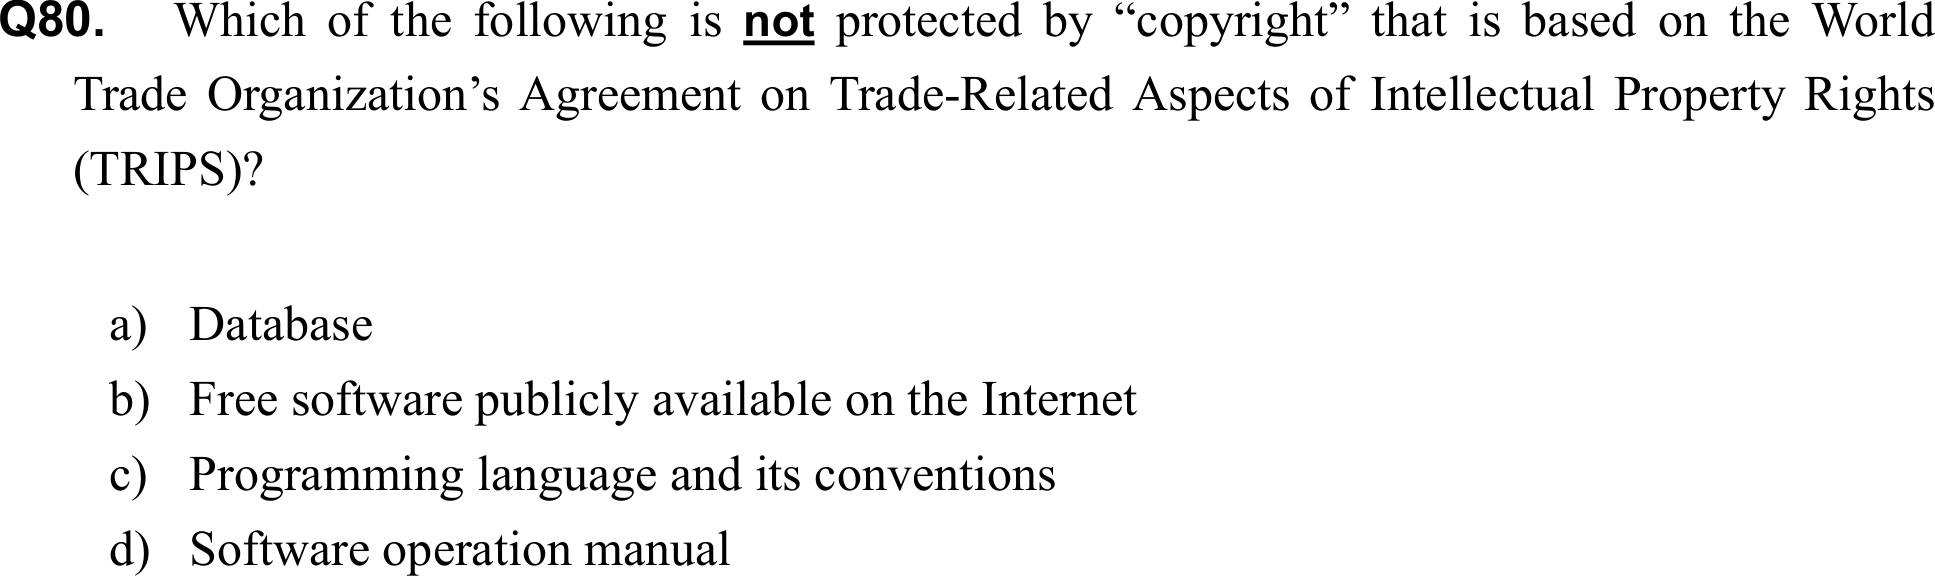 Q80. Which of the following is not protected by “copyright” that is based on the World
Trade Organization’s Agreement on Trade-Related Aspects of Intellectual Property Rights
(TRIPS)?
a) Database
b) Free software publicly available on the Internet
c) Programming language and its conventions
d) Software operation manual